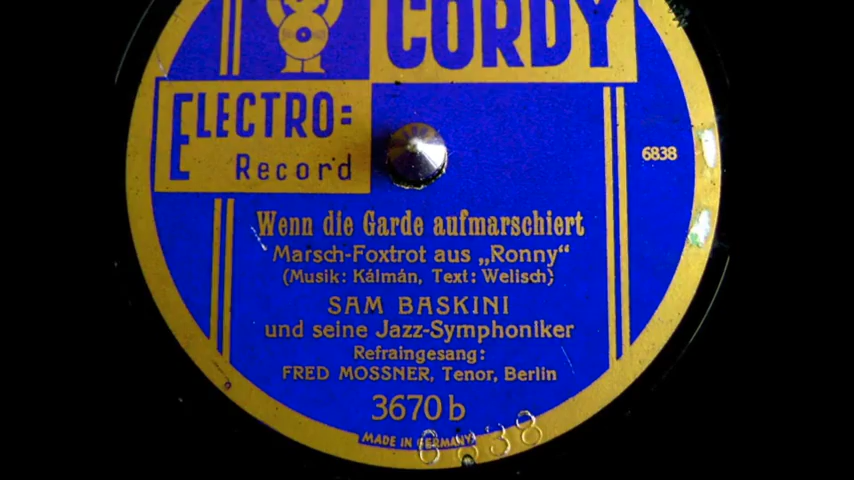 CORDY
ELECTRO=
Record
6838
Wenn die Garde aufmarschiert
Marsch-Foxtrot aus „Ronny“
(Musik: Kálmán, Text: Welisch)
SAM BASKINI
und seine Jazz-Symphoniker
Refraingesang:
FRED MOSSNER, Tenor, Berlin
3670 b
MADE IN (GERMANY)
6838